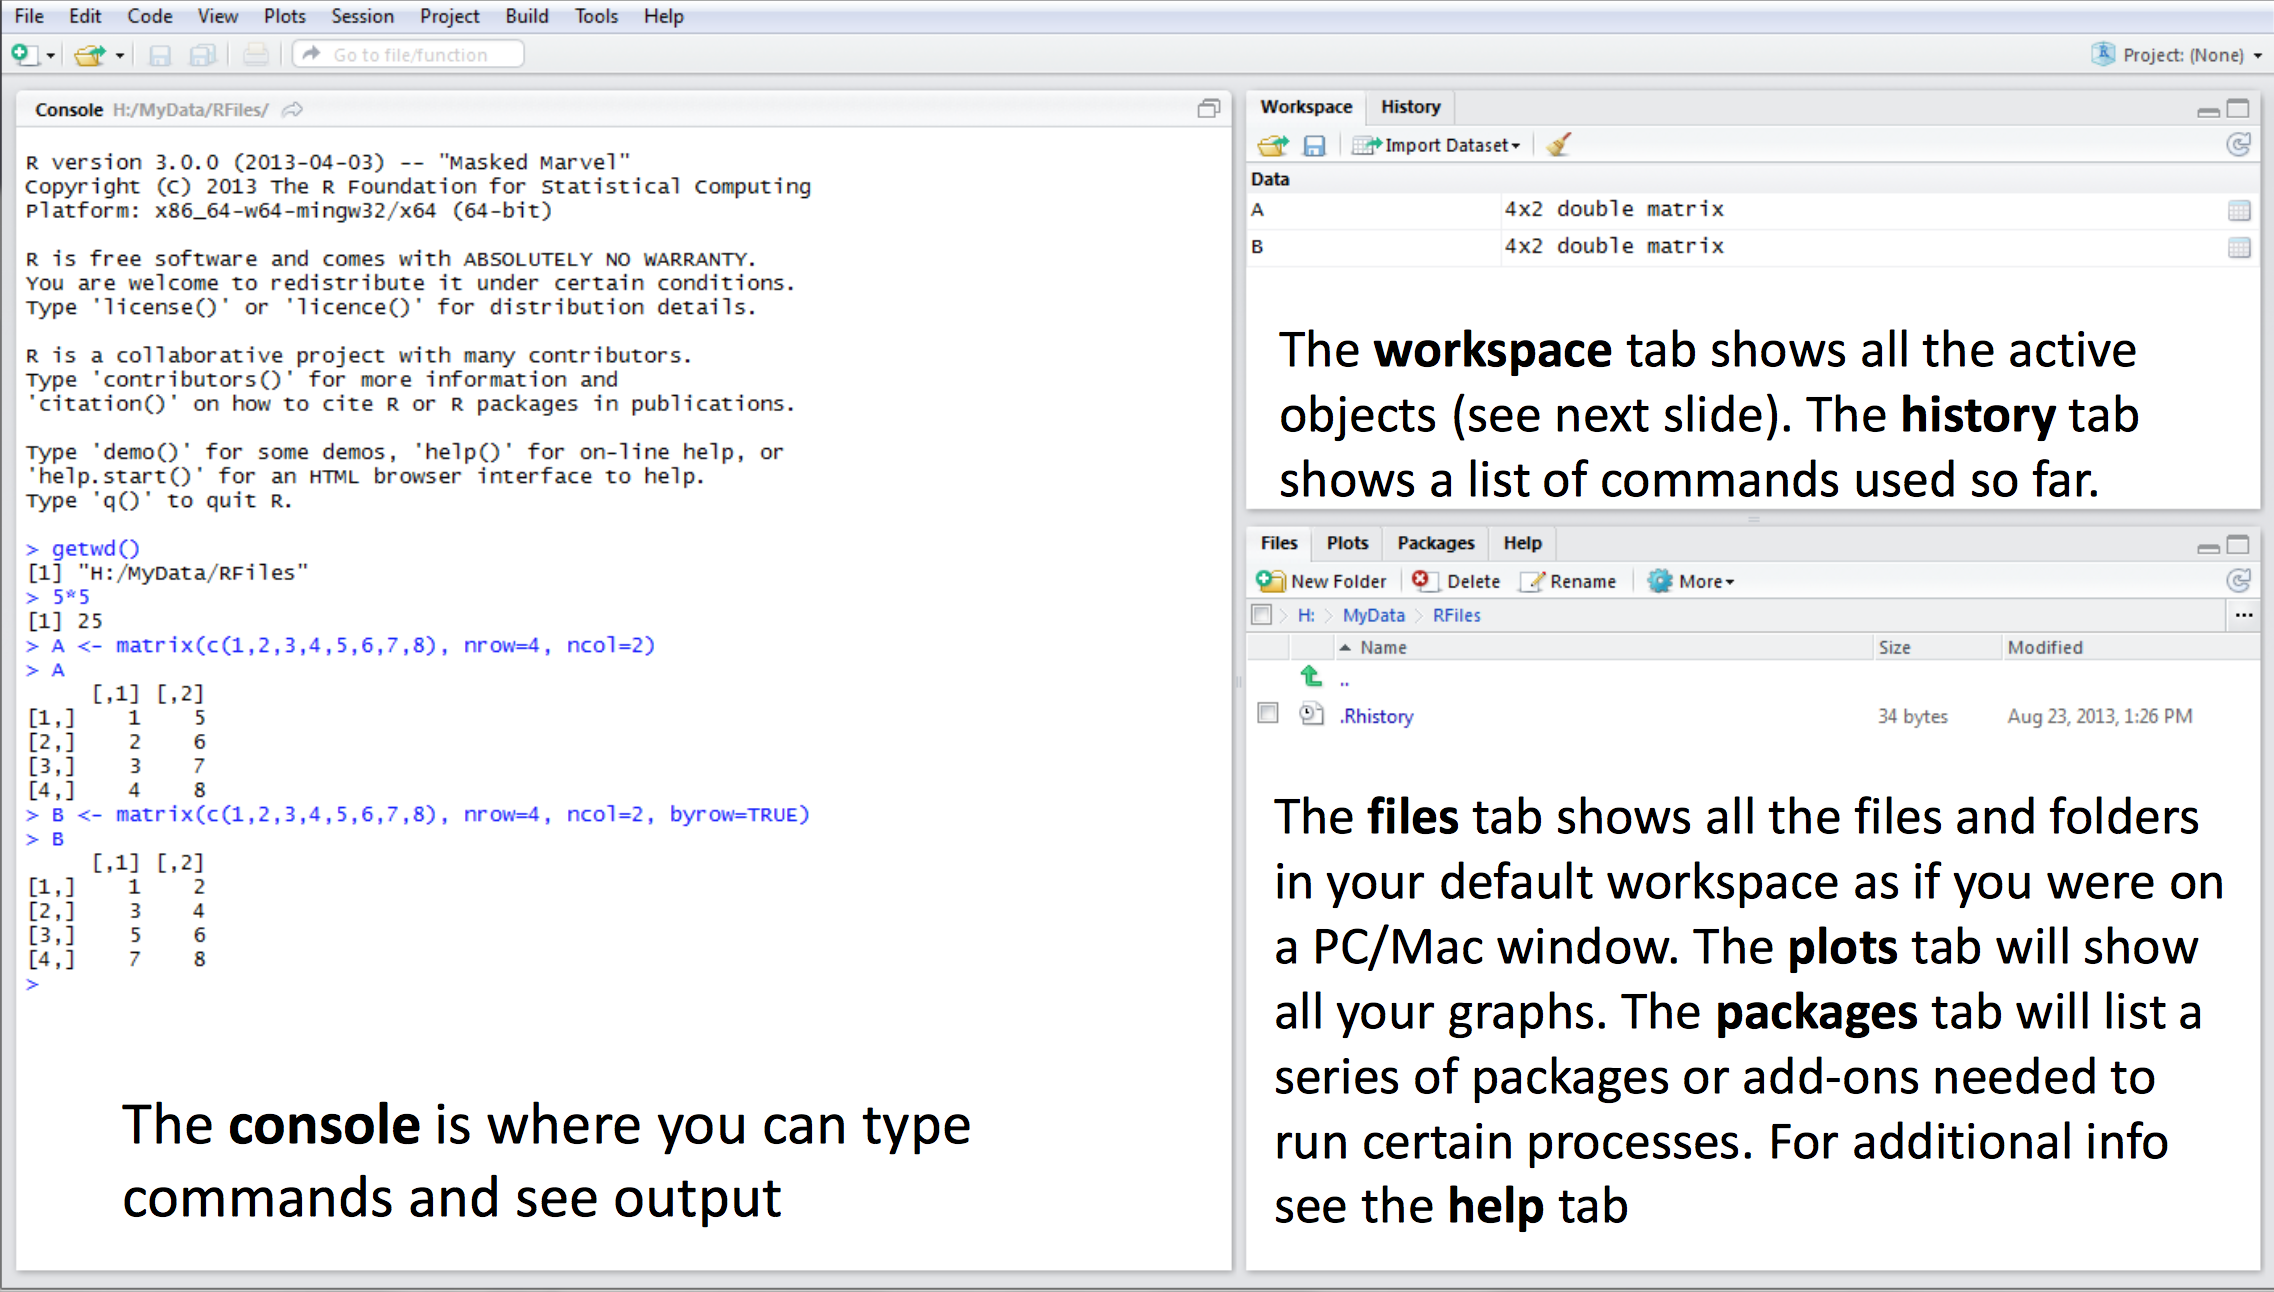 File Edit Code View Plots Session Project Build Tools Help
Go to file/function
Project: (None)
Console H:/MyData/RFiles/
R version 3.0.0 (2013-04-03) -- "Masked Marvel"
Copyright (C) 2013 The R Foundation for Statistical Computing
Platform: x86_64-w64-mingw32/x64 (64-bit)
R is free software and comes with ABSOLUTELY NO WARRANTY.
You are welcome to redistribute it under certain conditions.
Type 'license()' or 'licence()' for distribution details.
R is a collaborative project with many contributors.
Type 'contributors()' for more information and
'citation()' on how to cite R or R packages in publications.
Type 'demo()' for some demos, 'help()' for on-line help, or
'help.start()' for an HTML browser interface to help.
Type 'q()' to quit R.
> getwd()
[1] "H:/MyData/RFiles"
> 5*5
[1] 25
> A <- matrix(c(1,2,3,4,5,6,7,8), nrow=4, ncol=2)
> A
[,1] [,2]
[1,] 1 5
[2,] 2 6
[3,] 3 7
[4,] 4 8
> B <- matrix(c(1,2,3,4,5,6,7,8), nrow=4, ncol=2, byrow=TRUE)
> B
[,1] [,2]
[1,] 1 2
[2,] 3 4
[3,] 5 6
[4,] 7 8
>
The console is where you can type
commands and see output
Workspace History
Import Dataset
Data
A 4x2 double matrix
B 4x2 double matrix
The workspace tab shows all the active
objects (see next slide). The history tab
shows a list of commands used so far.
Files Plots Packages Help
New Folder Delete Rename More
H: MyData RFiles ...
Name Size Modified
..
.Rhistory 34 bytes Aug 23, 2013, 1:26 PM
The files tab shows all the files and folders
in your default workspace as if you were on
a PC/Mac window. The plots tab will show
all your graphs. The packages tab will list a
series of packages or add-ons needed to
run certain processes. For additional info
see the help tab